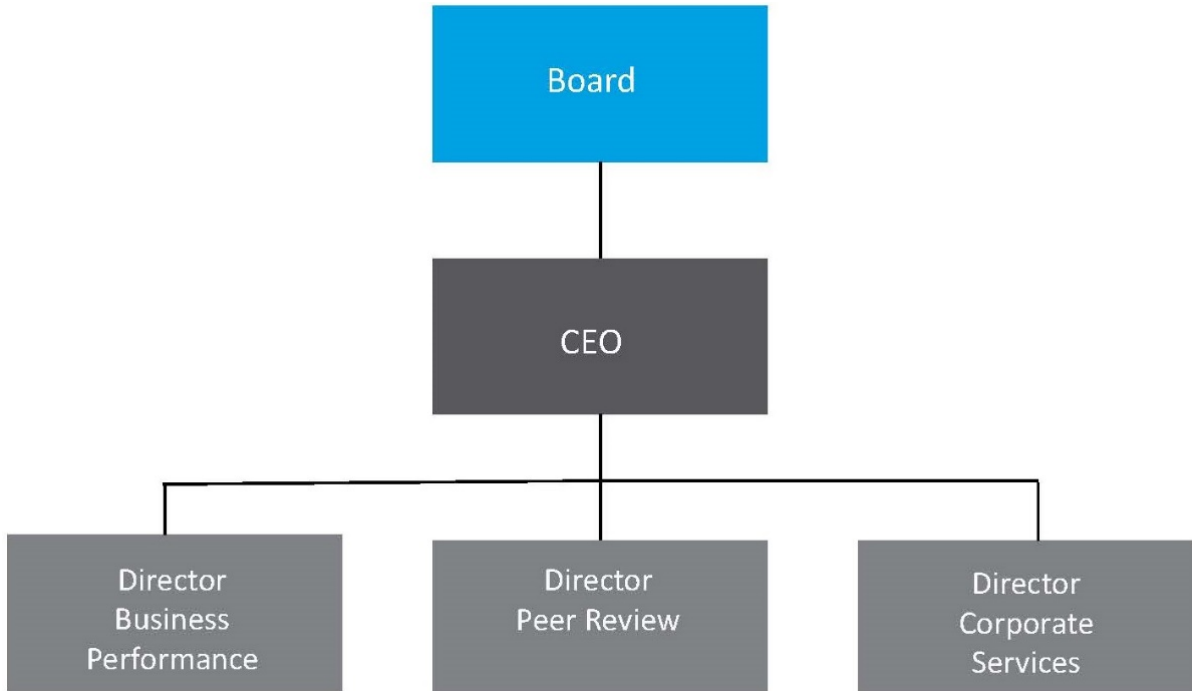 Board
CEO
Director
Business
Performance
Director
Peer Review
Director
Corporate
Services